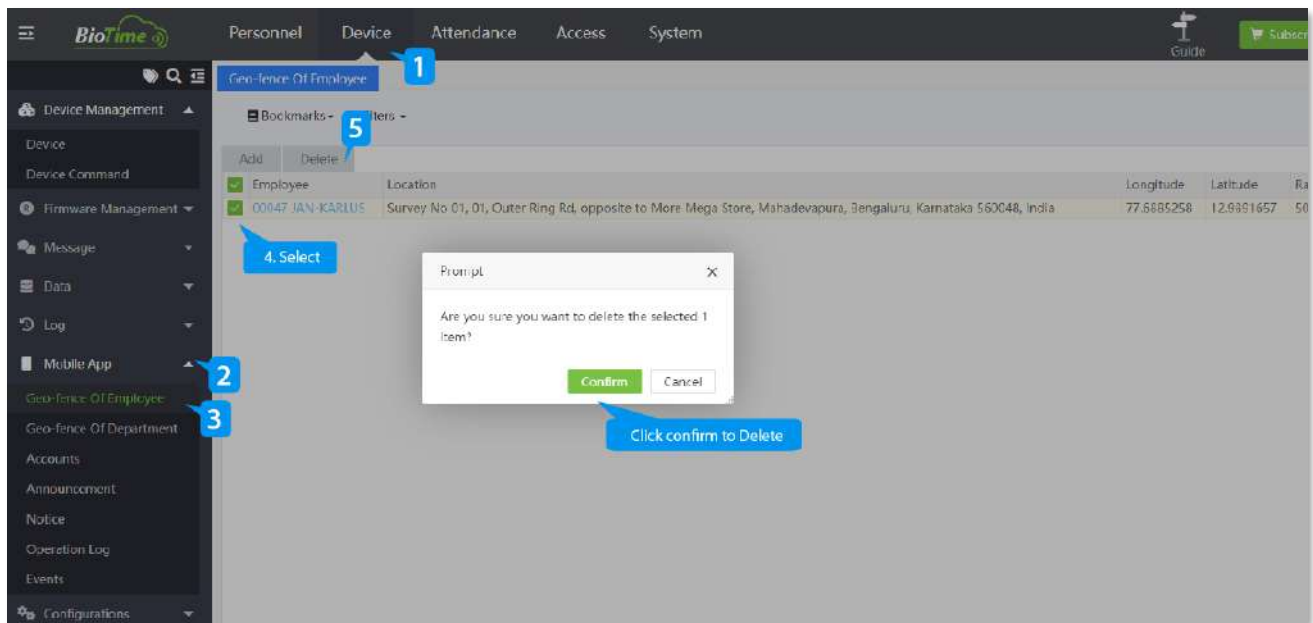 BioTime
Personnel Device Attendance Access System
Guide
Subscr
1
Geo-fence Of Employee
Device Management
Bookmarks
ters
5
Device
Add Delete
Device Command
Employee Location Longitude Latitude Ra
Firmware Management
00047 JAN-KARLUS Survey No 01, 01, Outer Ring Rd, opposite to More Mega Store, Mahadevapura, Bengaluru, Karnataka 560048, India 77.6885258 12.9891657 50
Message
4. Select
Prompt
Data
Are you sure you want to delete the selected 1
item?
Log
Mobile App
2
Confirm Cancel
Geo-fence Of Employee
3
Geo-fence Of Department
Click confirm to Delete
Accounts
Announcement
Notice
Operation Log
Events
Configurations